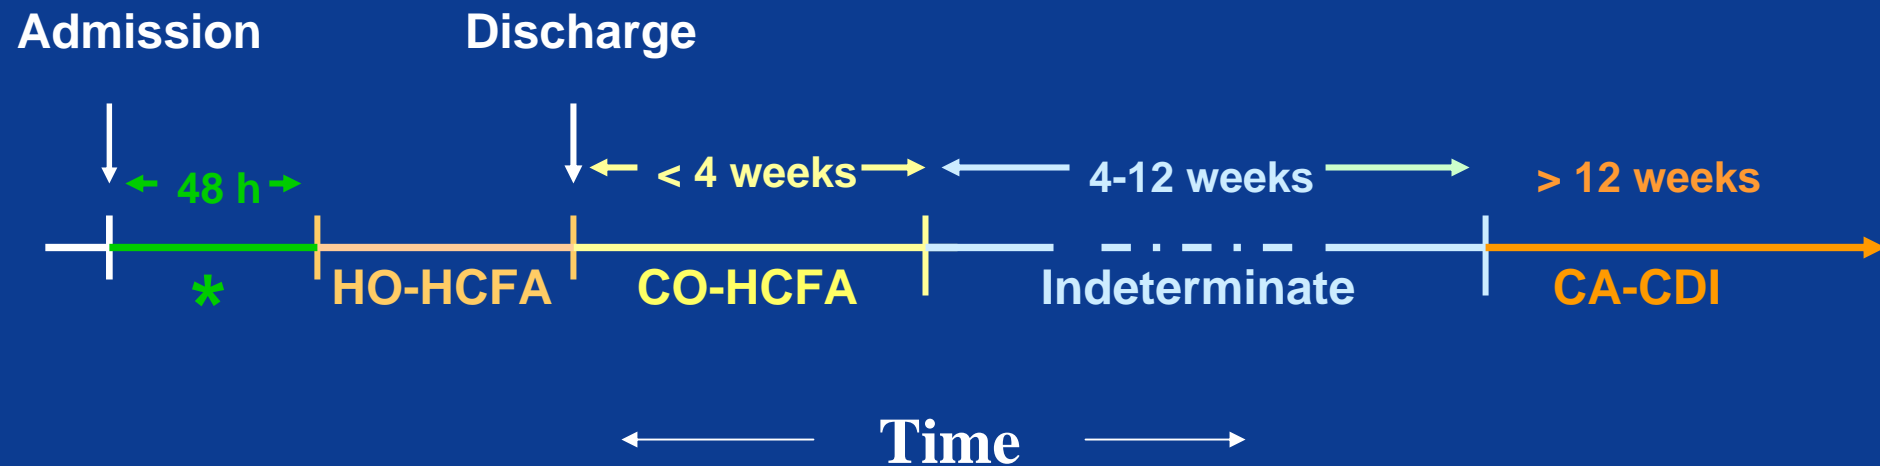 Admission
Discharge
48 h
< 4 weeks
4-12 weeks
> 12 weeks
*
HO-HCFA
CO-HCFA
Indeterminate
CA-CDI
Time